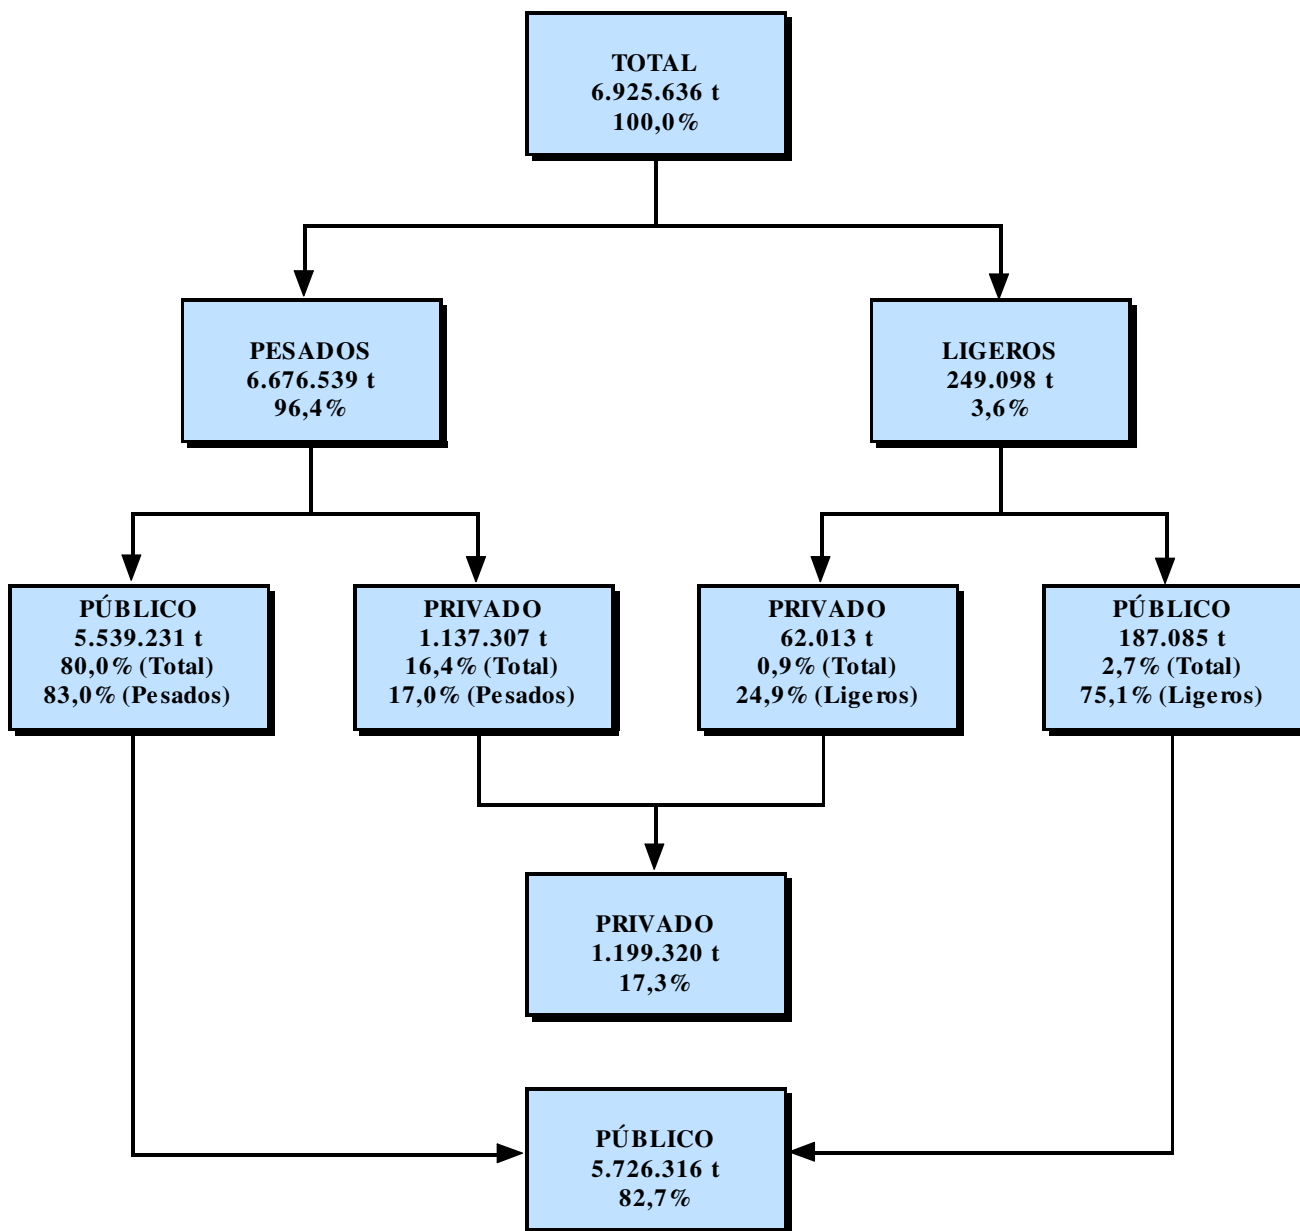 TOTAL
6.925.636 t
100,0%
PESADOS
6.676.539 t
96,4%
LIGEROS
249.098 t
3,6%
PÚBLICO
5.539.231 t
80,0% (Total)
83,0% (Pesados)
PRIVADO
1.137.307 t
16,4% (Total)
17,0% (Pesados)
PRIVADO
62.013 t
0,9% (Total)
24,9% (Ligeros)
PÚBLICO
187.085 t
2,7% (Total)
75,1% (Ligeros)
PRIVADO
1.199.320 t
17,3%
PÚBLICO
5.726.316 t
82,7%